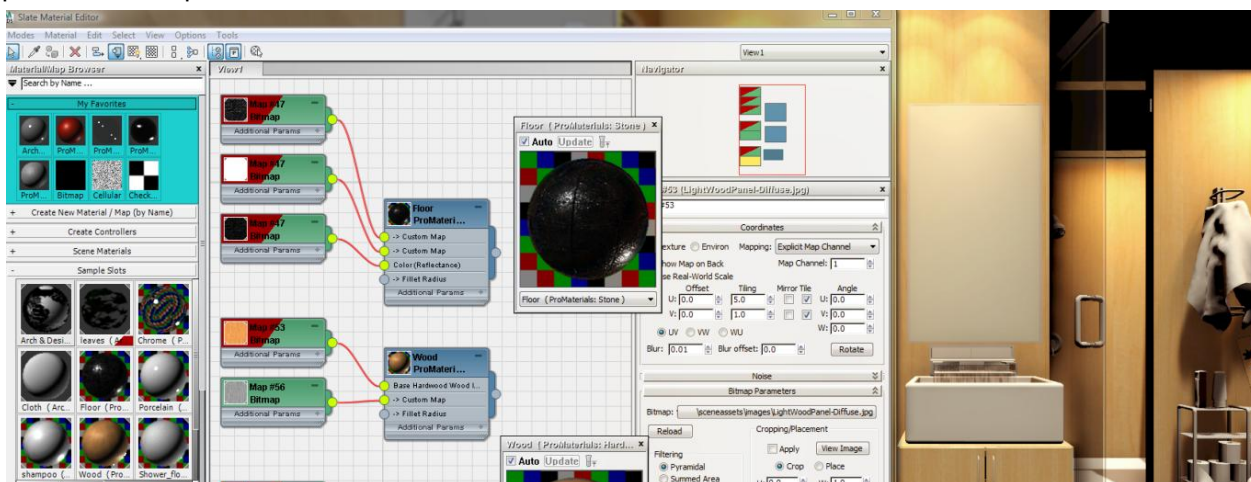 Slate Material Editor
Modes Material Edit Select View Options Tools
View1
Material/Map Browser x
Search by Name ...
- My Favorites
Arch... ProM... ProM... ProM...
ProM... Bitmap Cellular Check...
+ Create New Material / Map (by Name)
+ Create Controllers
+ Scene Materials
- Sample Slots
Arch & Desi... leaves ( Chrome ( P...
Cloth (Arc... Floor (Pro... Porcelain (...
shampoo (... Wood (Pro... Shower_flo...
View1
Map #47
Bitmap
Additional Params +
Map #47
Bitmap
Additional Params +
Map #47
Bitmap
Additional Params +
Floor
ProMateri...
-> Custom Map
-> Custom Map
Color (Reflectance)
-> Fillet Radius
Additional Params +
Map #53
Bitmap
Additional Params +
Map #56
Bitmap
Additional Params +
Wood
ProMateri...
Base Hardwood Wood I...
-> Custom Map
-> Fillet Radius
Additional Params +
Floor ( ProMaterials: Stone ) x
Auto Update
Floor ( ProMaterials: Stone )
Wood ( ProMaterials: Hard... x
Auto Update
Navigator x
#53 (LightWoodPanel-Diffuse.jpg) x
#53
Coordinates
Environ Mapping: Explicit Map Channel
Map on Back Map Channel: 1
Real-World Scale
Offset Tiling Mirror Tile Angle
U: 0.0 5.0 U: 0.0
V: 0.0 1.0 V: 0.0
W: 0.0
UV VW WU
Blur: 0.01 Blur offset: 0.0 Rotate
Noise
Bitmap Parameters
Bitmap: \sceneassets\images\LightWoodPanel-Diffuse.jpg
Reload Cropping/Placement
Apply View Image
Filtering
Pyramidal Crop Place
Summed Area